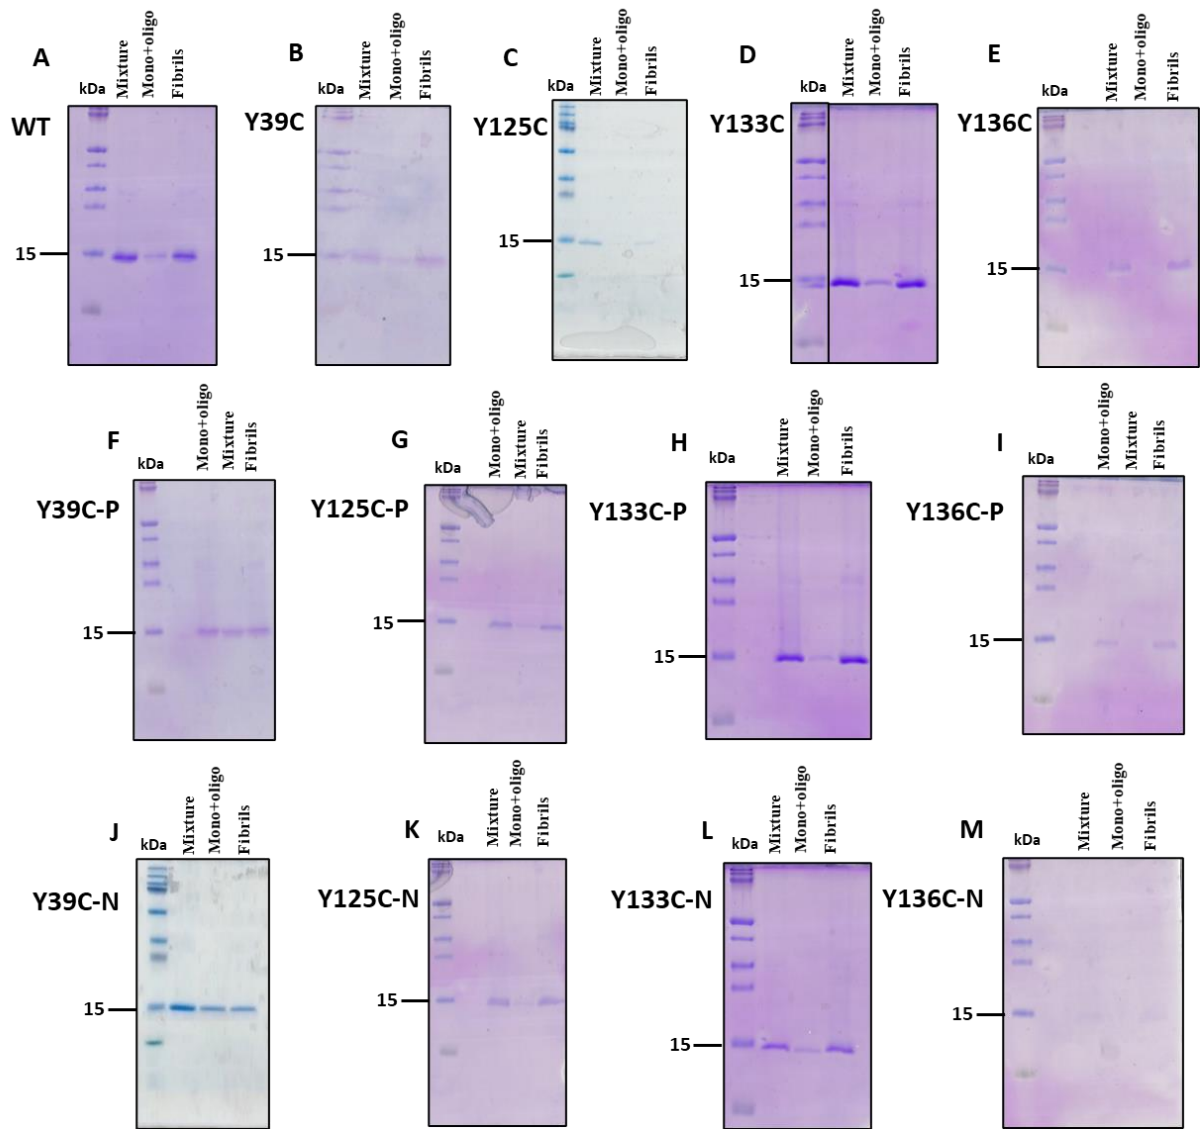 A
kDa
Mixture
Mono+oligo
Fibrils
WT
15
B
kDa
Mixture
Mono+oligo
Fibrils
Y39C
15
C
kDa
Mixture
Mono+oligo
Fibrils
Y125C
15
D
kDa
Mixture
Mono+oligo
Fibrils
Y133C
15
E
kDa
Mixture
Mono+oligo
Fibrils
Y136C
15
F
kDa
Mono+oligo
Mixture
Fibrils
Y39C-P
15
G
kDa
Mono+oligo
Mixture
Fibrils
Y125C-P
15
H
kDa
Mixture
Mono+oligo
Fibrils
Y133C-P
15
I
kDa
Mono+oligo
Mixture
Fibrils
Y136C-P
15
J
kDa
Mixture
Mono+oligo
Fibrils
Y39C-N
15
K
kDa
Mixture
Mono+oligo
Fibrils
Y125C-N
15
L
kDa
Mixture
Mono+oligo
Fibrils
Y133C-N
15
M
kDa
Mixture
Mono+oligo
Fibrils
Y136C-N
15